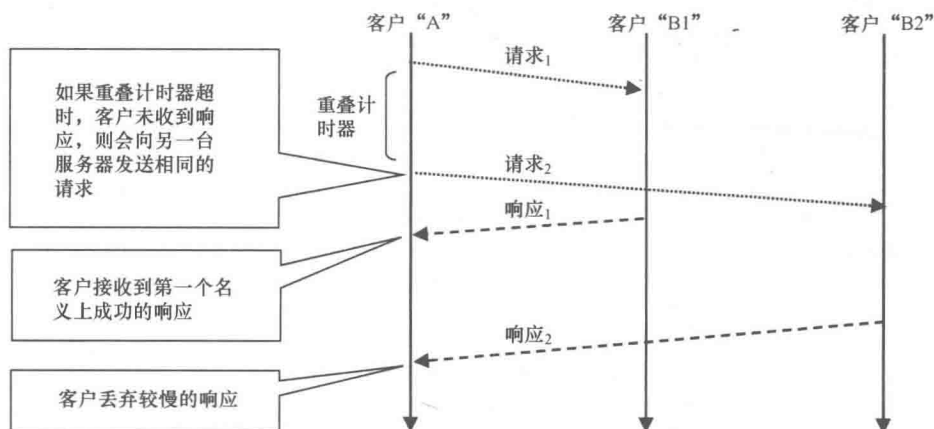 客户“A”
客户“B1”
客户“B2”
请求₁
如果重叠计时器超
时，客户未收到响
应，则会向另一台
服务器发送相同的
请求
重叠计
时器
请求₂
响应₁
客户接收到第一个名
义上成功的响应
响应₂
客户丢弃较慢的响应